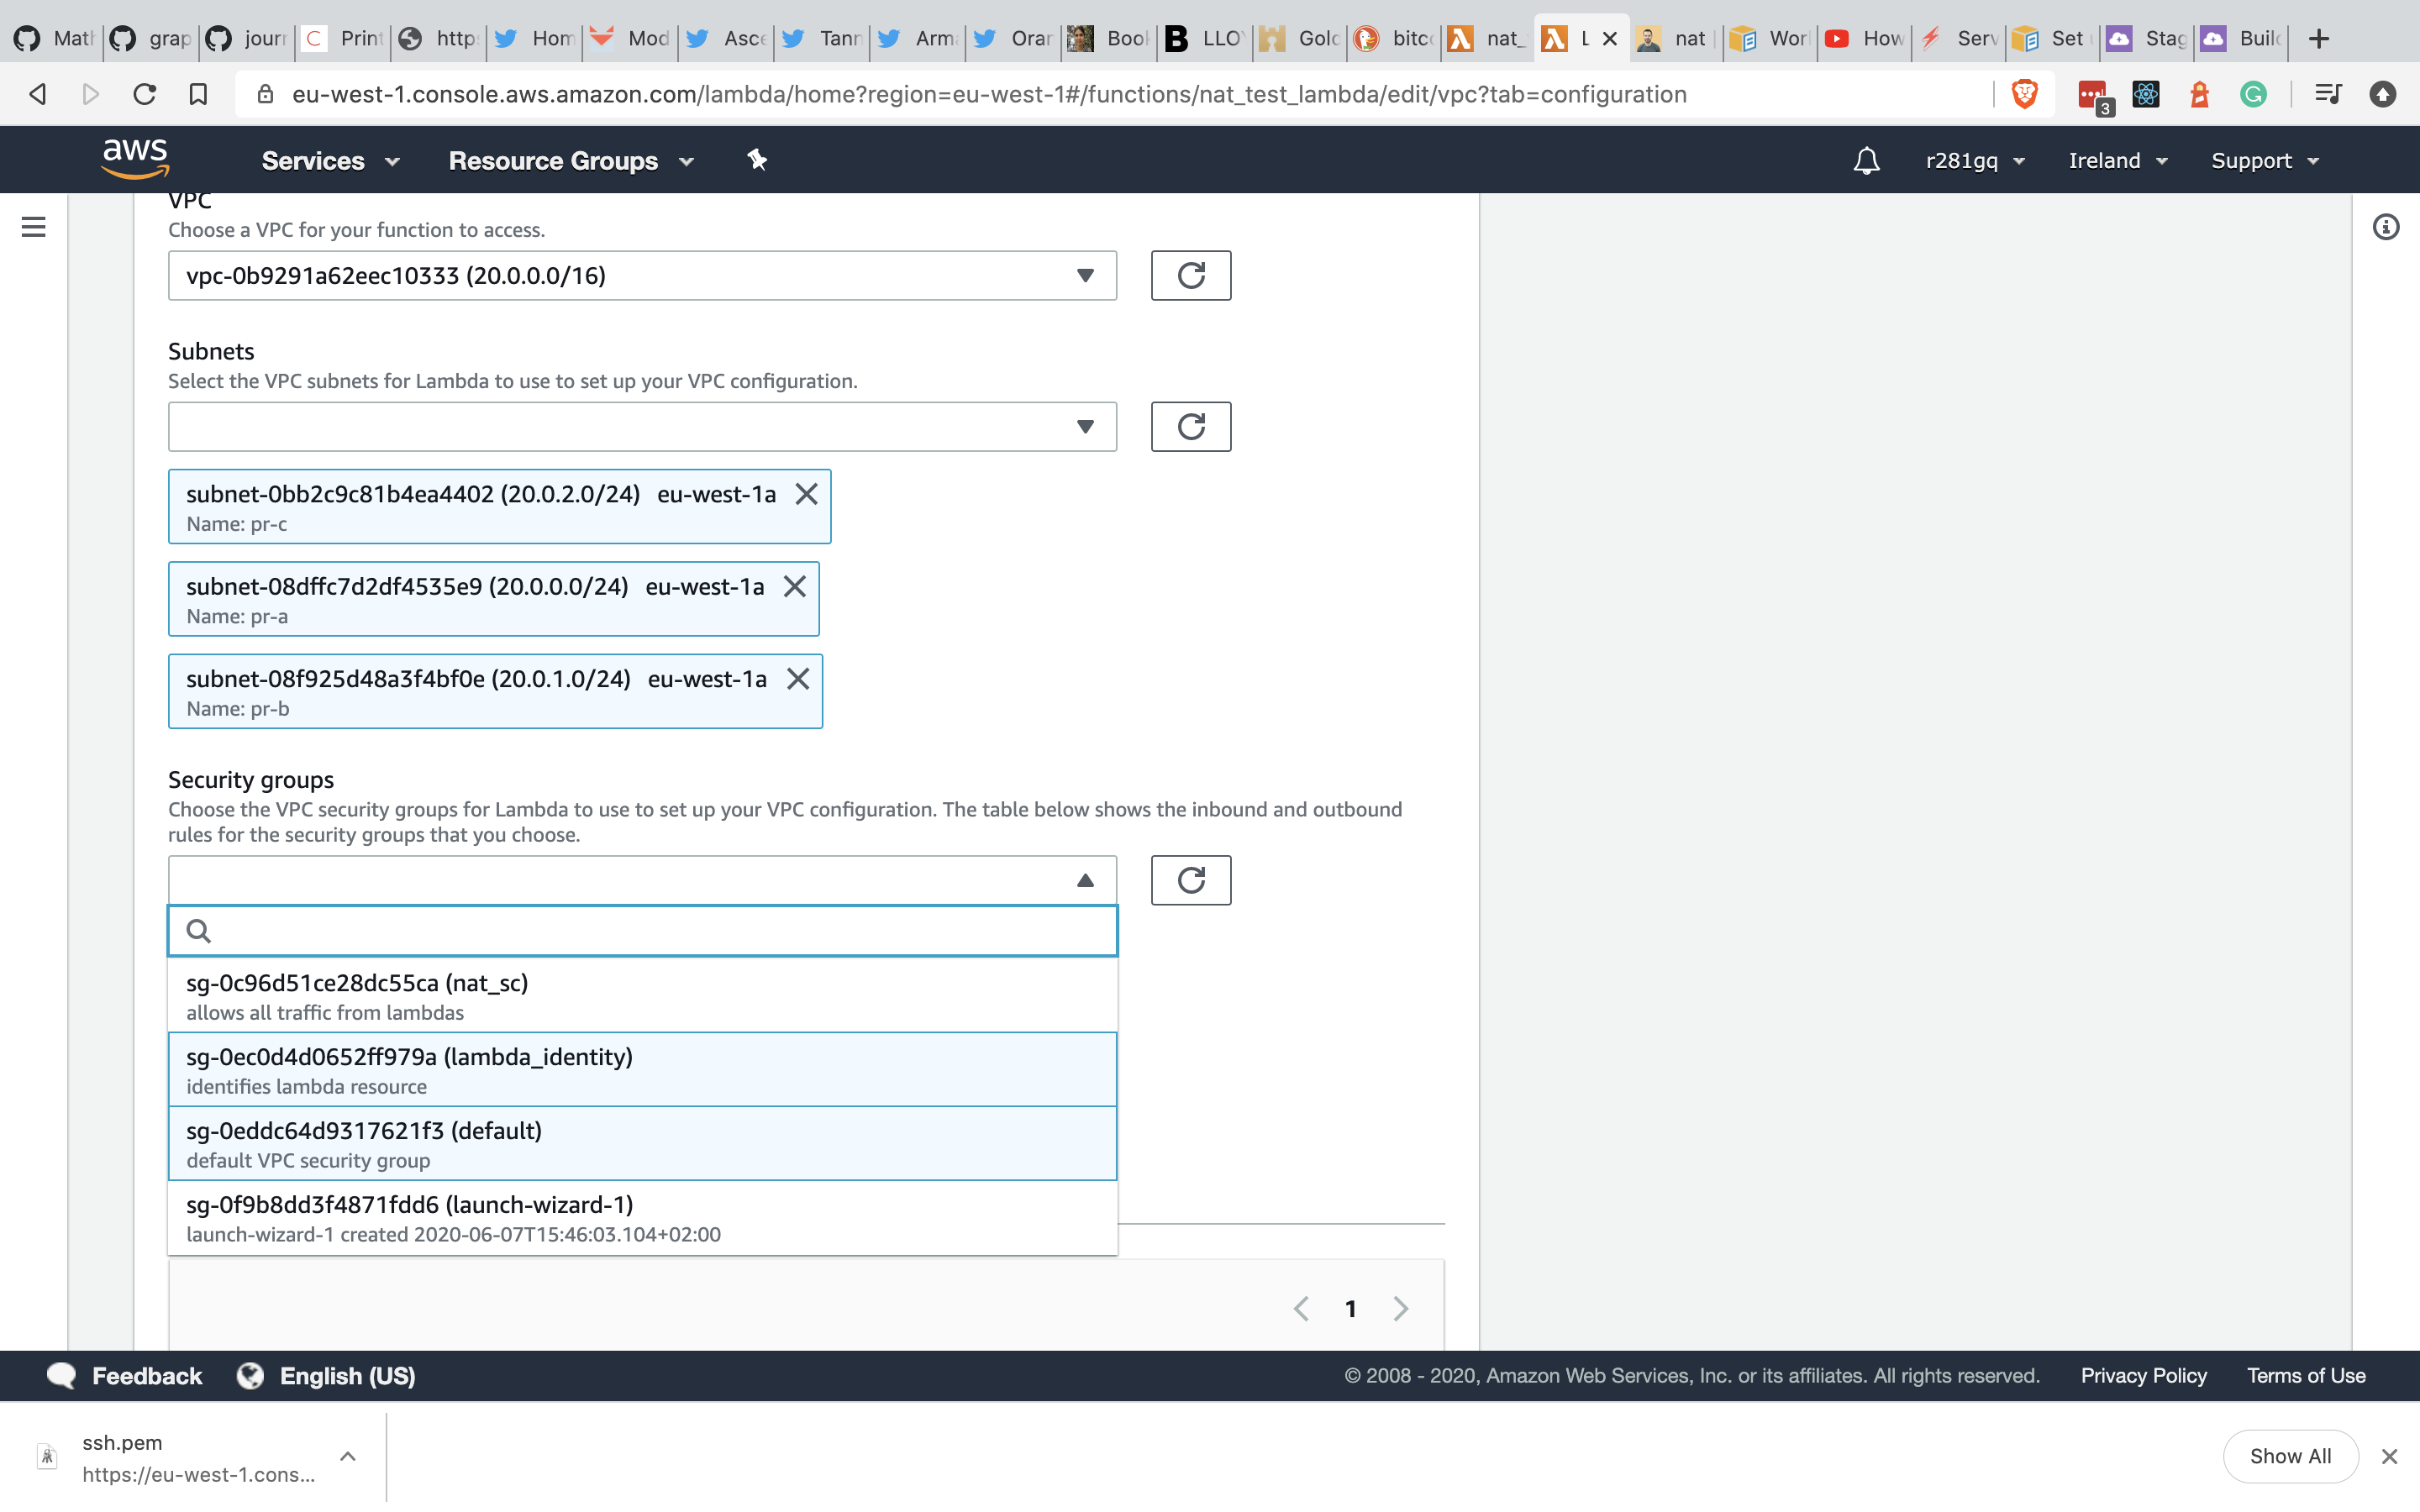 Math
grap
jourr
Print
http
Hom
Mod
Asce
Tann
Arm
Orar
Book
LLO
Gold
bitco
nat_
L
nat
Wor
How
Serv
Set
Stag
Build
eu-west-1.console.aws.amazon.com/lambda/home?region=eu-west-1#/functions/nat_test_lambda/edit/vpc?tab=configuration
3
aws
Services
Resource Groups
r281gq
Ireland
Support
VPC
Choose a VPC for your function to access.
vpc-0b9291a62eec10333 (20.0.0.0/16)
Subnets
Select the VPC subnets for Lambda to use to set up your VPC configuration.
subnet-0bb2c9c81b4ea4402 (20.0.2.0/24) eu-west-1a
Name: pr-c
subnet-08dffc7d2df4535e9 (20.0.0.0/24) eu-west-1a
Name: pr-a
subnet-08f925d48a3f4bf0e (20.0.1.0/24) eu-west-1a
Name: pr-b
Security groups
Choose the VPC security groups for Lambda to use to set up your VPC configuration. The table below shows the inbound and outbound
rules for the security groups that you choose.
sg-0c96d51ce28dc55ca (nat_sc)
allows all traffic from lambdas
sg-0ec0d4d0652ff979a (lambda_identity)
identifies lambda resource
sg-0eddc64d9317621f3 (default)
default VPC security group
sg-0f9b8dd3f4871fdd6 (launch-wizard-1)
launch-wizard-1 created 2020-06-07T15:46:03.104+02:00
1
Feedback
English (US)
© 2008 - 2020, Amazon Web Services, Inc. or its affiliates. All rights reserved.
Privacy Policy
Terms of Use
ssh.pem
https://eu-west-1.cons...
Show All